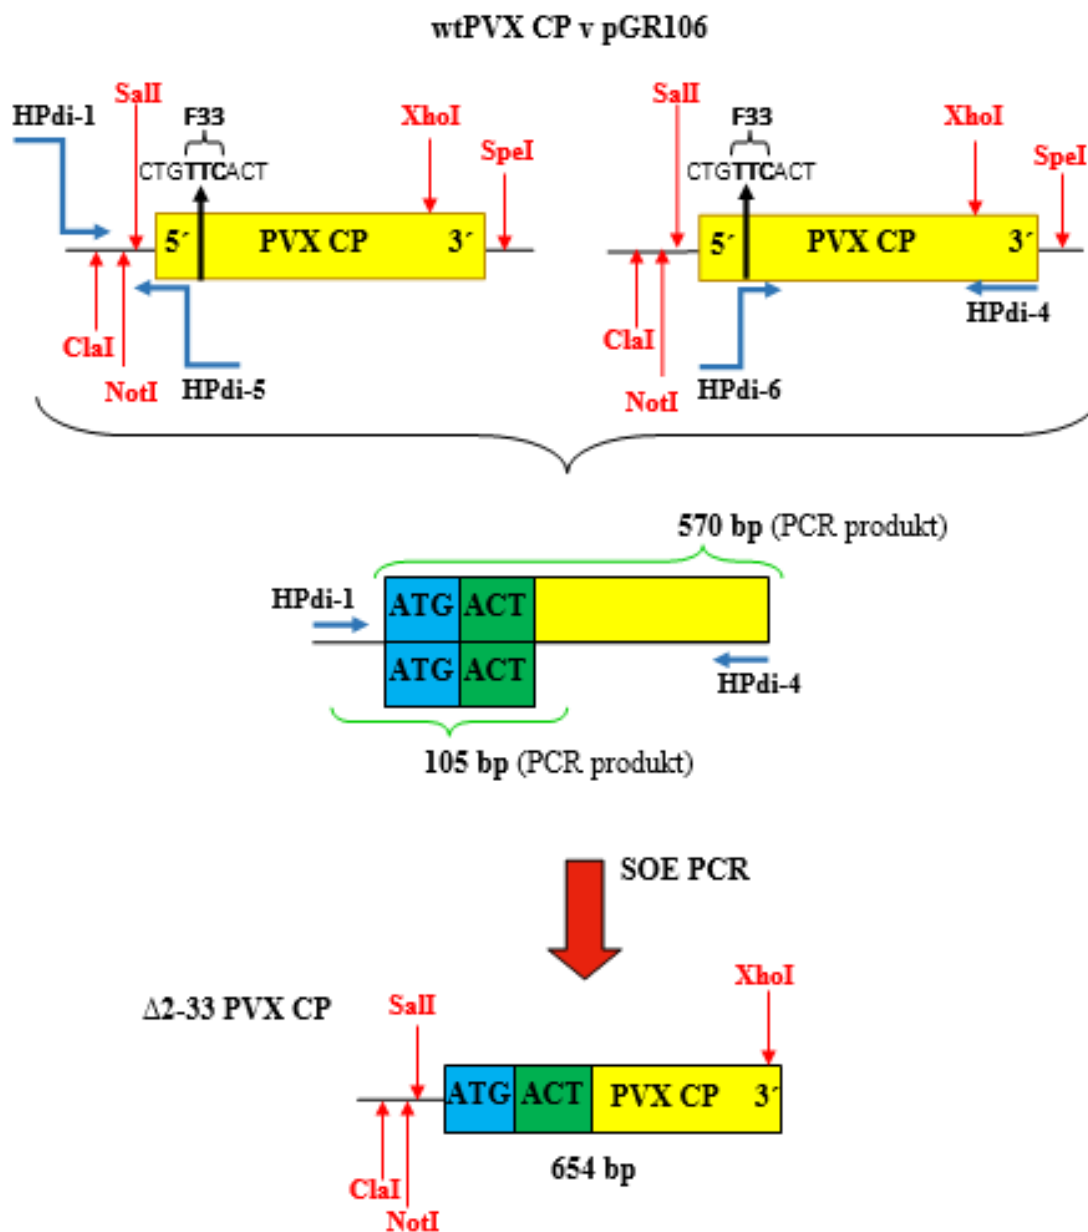 wtPVX CP v pGR106
HPdi-1
SalI
F33
CTGTTCACT
XhoI
SpeI
5´ PVX CP 3´
ClaI
NotI
HPdi-5
SalI
F33
CTGTTCACT
XhoI
SpeI
5´ PVX CP 3´
ClaI
NotI
HPdi-6
HPdi-4
570 bp (PCR produkt)
HPdi-1
ATG ACT
ATG ACT
HPdi-4
105 bp (PCR produkt)
SOE PCR
Δ2-33 PVX CP
SalI
XhoI
ATG ACT PVX CP 3´
654 bp
ClaI
NotI